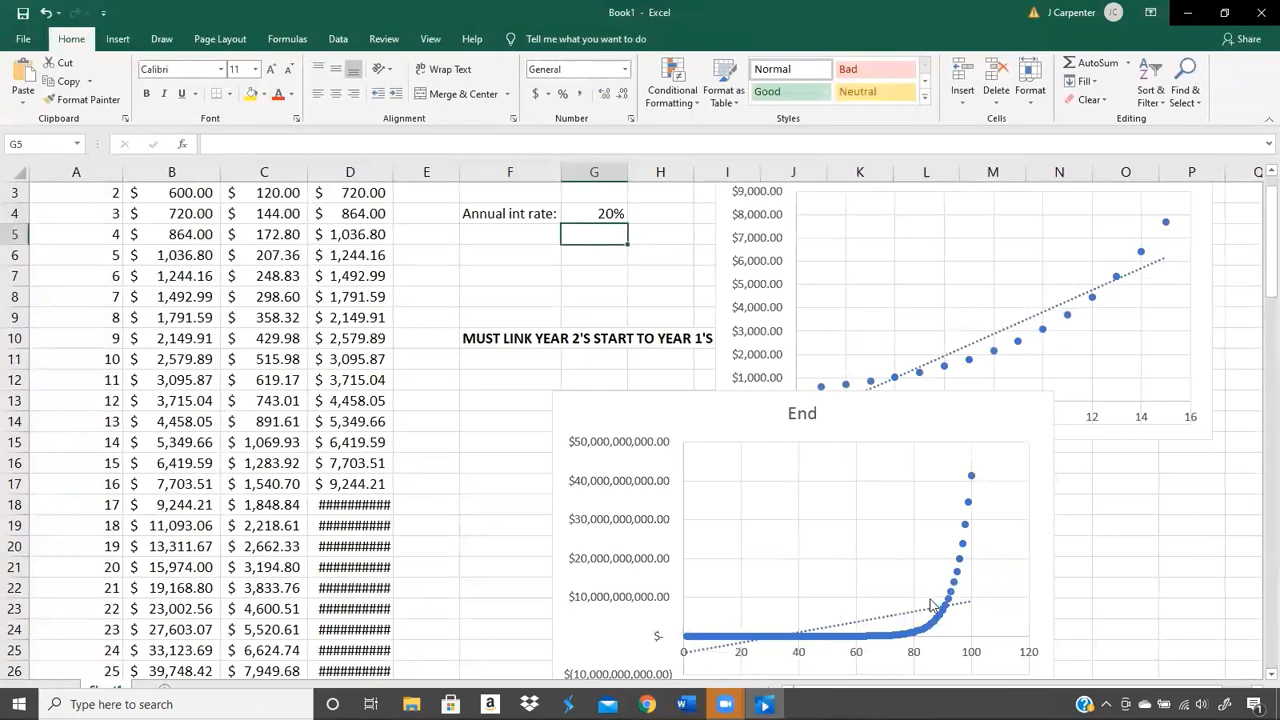 Book1 - Excel
J Carpenter
JC
File Home Insert Draw Page Layout Formulas Data Review View Help Tell me what you want to do Share
Paste Cut Copy Format Painter Clipboard
Calibri 11 B I U Font
Wrap Text Merge & Center Alignment
General $ % Number
Conditional Formatting Format as Table Normal Bad Good Neutral Styles
Insert Delete Format Cells
AutoSum Fill Clear Sort & Filter Find & Select Editing
G5 fx
A B C D E F G H I J K L M N O P Q
3 2 $ 600.00 $ 120.00 $ 720.00
4 3 $ 720.00 $ 144.00 $ 864.00 Annual int rate: 20%
5 4 $ 864.00 $ 172.80 $ 1,036.80
6 5 $ 1,036.80 $ 207.36 $ 1,244.16
7 6 $ 1,244.16 $ 248.83 $ 1,492.99
8 7 $ 1,492.99 $ 298.60 $ 1,791.59
9 8 $ 1,791.59 $ 358.32 $ 2,149.91
10 9 $ 2,149.91 $ 429.98 $ 2,579.89 MUST LINK YEAR 2'S START TO YEAR 1'S
11 10 $ 2,579.89 $ 515.98 $ 3,095.87
12 11 $ 3,095.87 $ 619.17 $ 3,715.04
13 12 $ 3,715.04 $ 743.01 $ 4,458.05
14 13 $ 4,458.05 $ 891.61 $ 5,349.66
15 14 $ 5,349.66 $ 1,069.93 $ 6,419.59
16 15 $ 6,419.59 $ 1,283.92 $ 7,703.51
17 16 $ 7,703.51 $ 1,540.70 $ 9,244.21
18 17 $ 9,244.21 $ 1,848.84 ##########
19 18 $ 11,093.06 $ 2,218.61 ##########
20 19 $ 13,311.67 $ 2,662.33 ##########
21 20 $ 15,974.00 $ 3,194.80 ##########
22 21 $ 19,168.80 $ 3,833.76 ##########
23 22 $ 23,002.56 $ 4,600.51 ##########
24 23 $ 27,603.07 $ 5,520.61 ##########
25 24 $ 33,123.69 $ 6,624.74 ##########
26 25 $ 39,748.42 $ 7,949.68 ##########
$9,000.00
$8,000.00
$7,000.00
$6,000.00
$5,000.00
$4,000.00
$3,000.00
$2,000.00
$1,000.00
12 14 16
End
$50,000,000,000.00
$40,000,000,000.00
$30,000,000,000.00
$20,000,000,000.00
$10,000,000,000.00
$-
0 20 40 60 80 100 120
$(10,000,000,000.00)
Type here to search